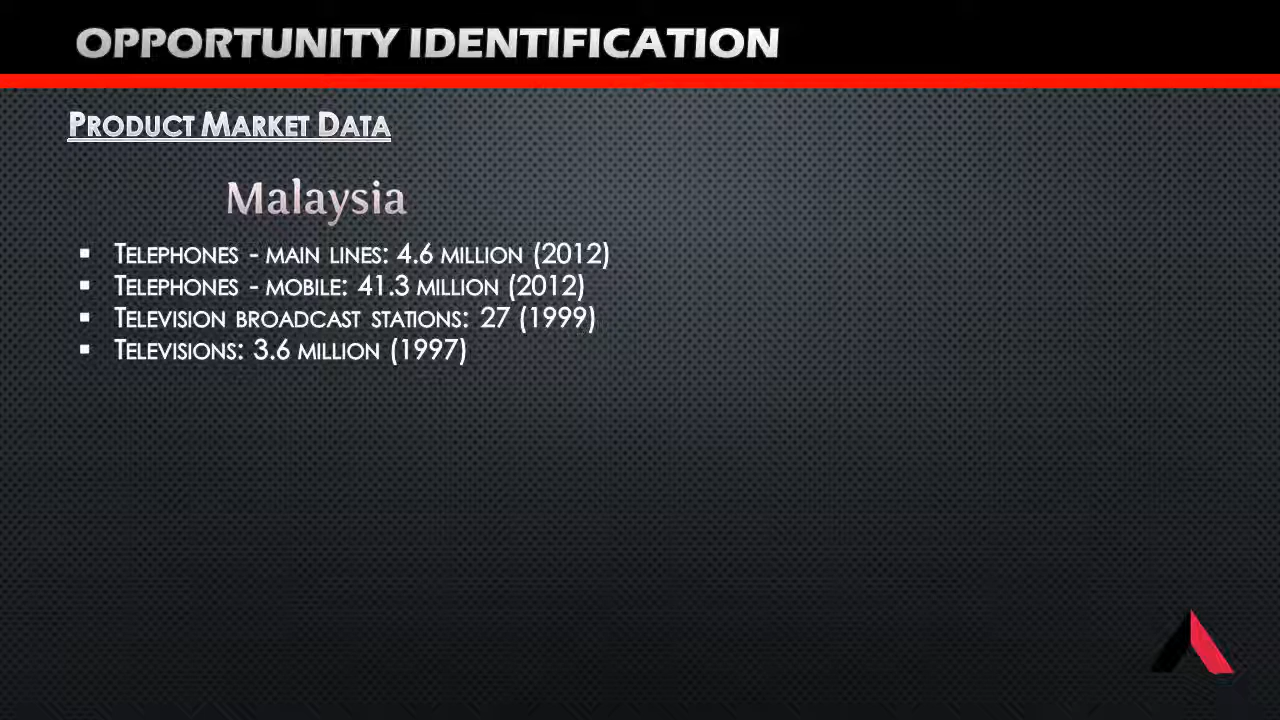 OPPORTUNITY IDENTIFICATION
PRODUCT MARKET DATA
Malaysia
▪ TELEPHONES - MAIN LINES: 4.6 MILLION (2012)
▪ TELEPHONES - MOBILE: 41.3 MILLION (2012)
▪ TELEVISION BROADCAST STATIONS: 27 (1999)
▪ TELEVISIONS: 3.6 MILLION (1997)